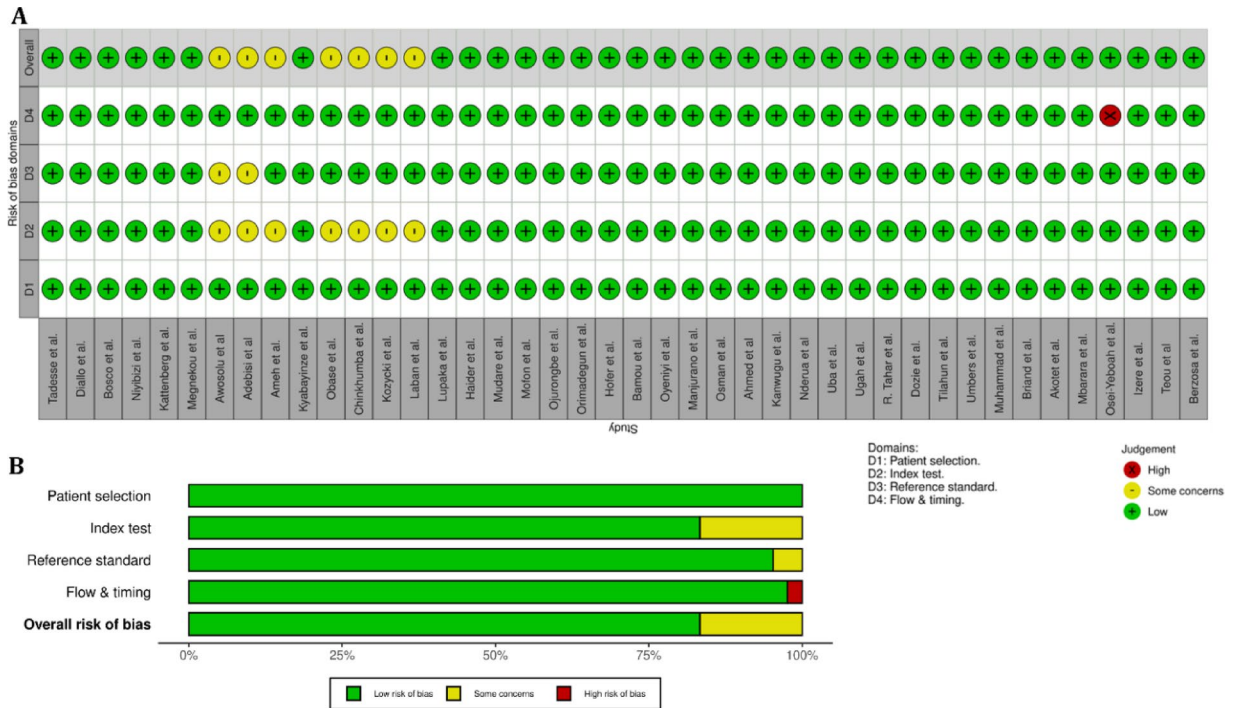 A
Risk of bias domains
Overall
D4
D3
D2
D1
Tadesse et al.
Diallo et al.
Bosco et al.
Niyibizi et al.
Kattenberg et al.
Megnekou et al.
Awosolu et al
Adebisi et al.
Ameh et al.
Kyabayinze et al.
Obase et al.
Chinkhumba et al.
Kozycki et al.
Laban et al.
Lupaka et al.
Haider et al.
Mudare et al.
Mofon et al.
Ojurongbe et al.
Orimadegun et al.
Hofer et al.
Bamou et al.
Oyeniyi et al.
Manjurano et al.
Osman et al.
Ahmed et al.
Kanwugu et al.
Nderua et al.
Uba et al.
Ugah et al.
R. Tahar et al.
Dozie et al.
Tilahun et al.
Umbers et al.
Muhammad et al.
Briand et al.
Akotet et al.
Mbarara et al.
Osei-Yeboah et al.
Izere et al.
Teou et al
Berzosa et al.
Study
Domains:
D1: Patient selection.
D2: Index test.
D3: Reference standard.
D4: Flow & timing.
Judgement
High
Some concerns
Low
B
Patient selection
Index test
Reference standard
Flow & timing
Overall risk of bias
0% 25% 50% 75% 100%
Low risk of bias Some concerns High risk of bias